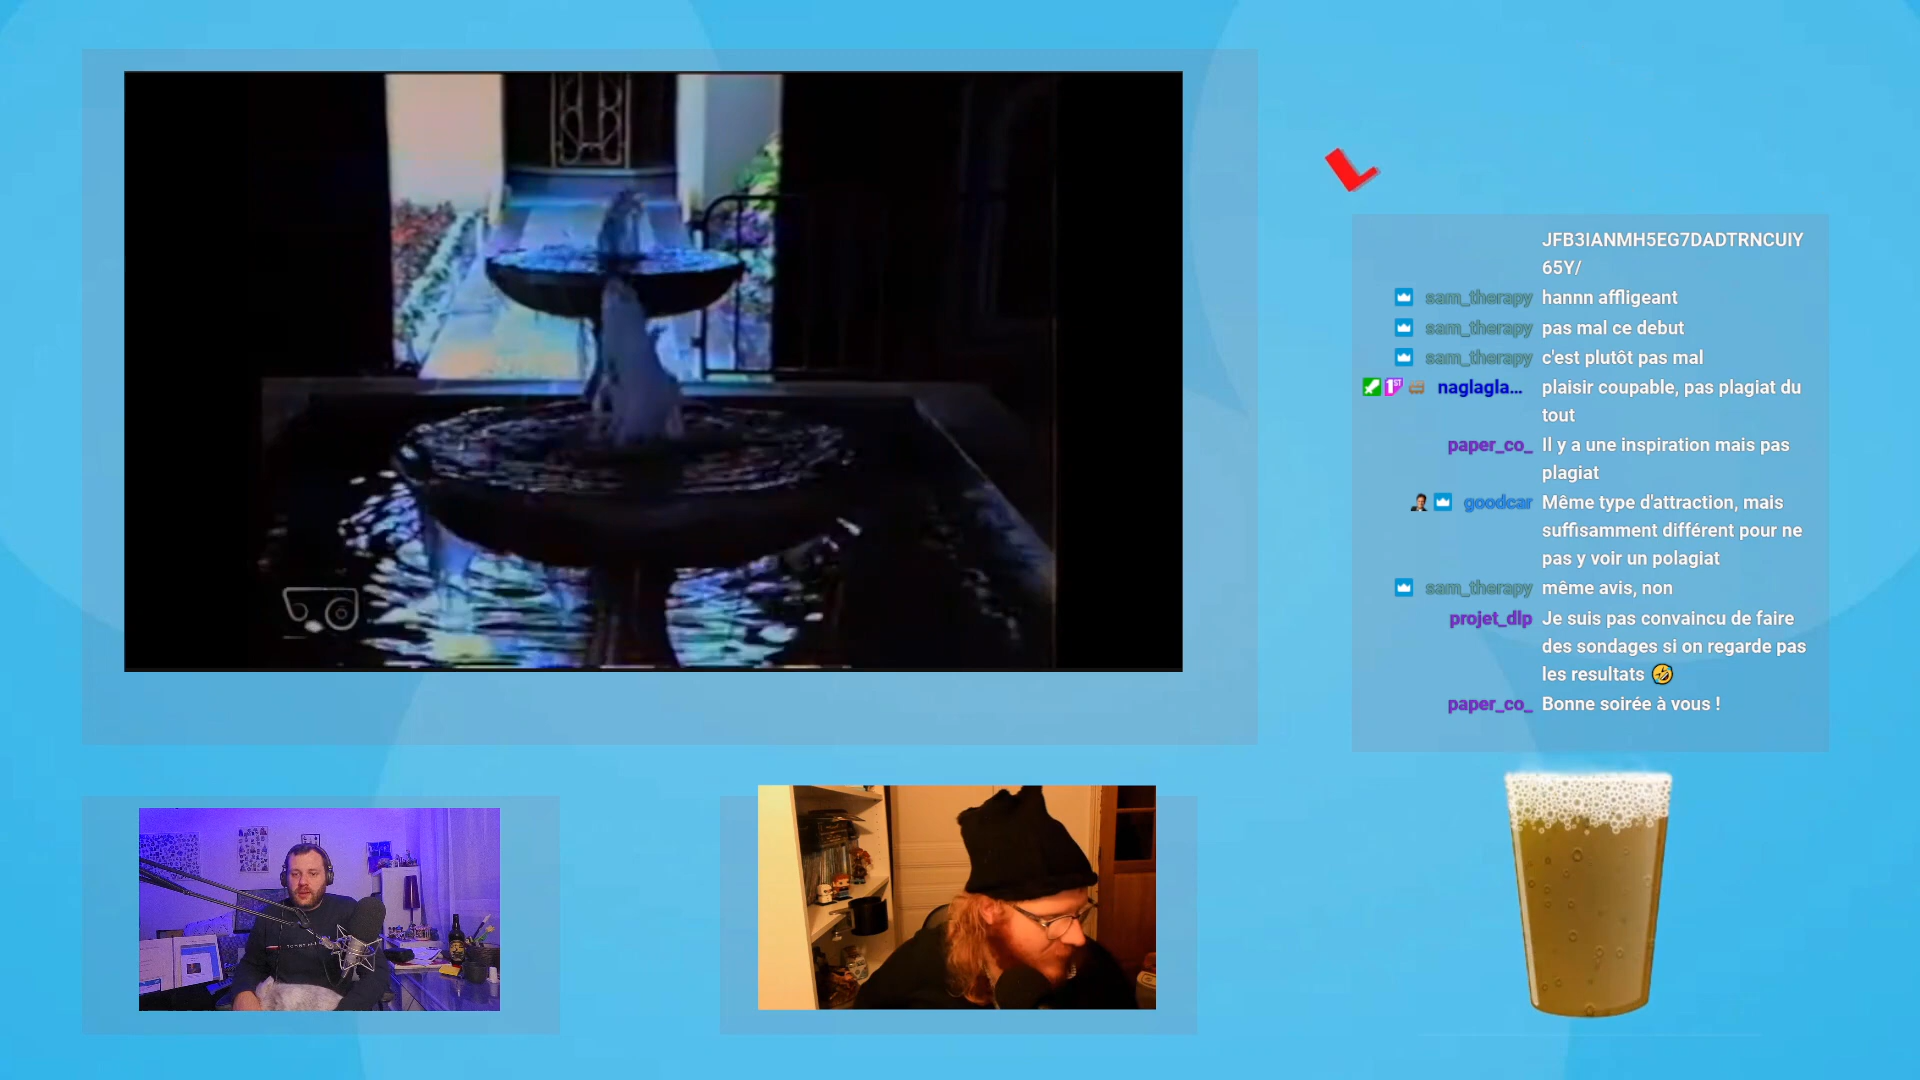 L
JFB3IANMH5EG7DADTRNCUIY
65Y/
sam_therapy hannn affligeant
sam_therapy pas mal ce debut
sam_therapy c'est plutôt pas mal
1ST naglagla... plaisir coupable, pas plagiat du
tout
paper_co_ Il y a une inspiration mais pas
plagiat
goodcar Même type d'attraction, mais
suffisamment différent pour ne
pas y voir un polagiat
sam_therapy même avis, non
projet_dlp Je suis pas convaincu de faire
des sondages si on regarde pas
les resultats 🤣
paper_co_ Bonne soirée à vous !